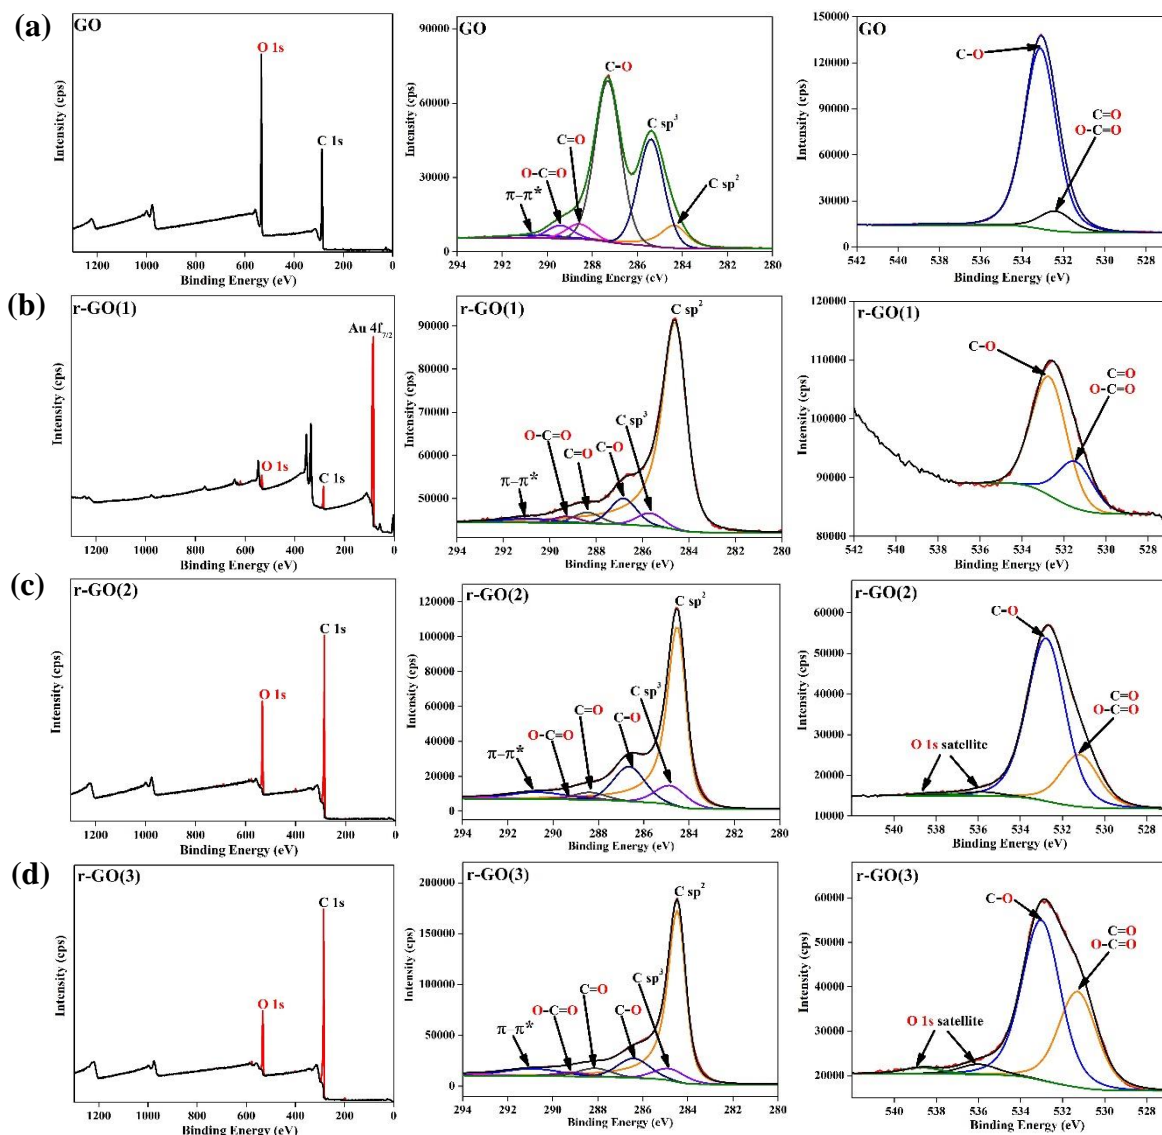 (a)
GO
O 1s
C 1s
Intensity (cps)
1200 1000 800 600 400 200 0
Binding Energy (eV)
GO
90000
60000
30000
0
C–O
C sp³
C=O
O–C=O
C sp²
π–π*
Intensity (cps)
294 292 290 288 286 284 282 280
Binding Energy (eV)
GO
150000
120000
90000
60000
30000
0
C–O
C=O
O–C=O
Intensity (cps)
542 540 538 536 534 532 530 528
Binding Energy (eV)
(b)
r-GO(1)
Au 4f₇/₂
O 1s
C 1s
Intensity (cps)
1200 1000 800 600 400 200 0
Binding Energy (eV)
r-GO(1)
C sp²
90000
80000
70000
60000
50000
C sp³
O–C=O
C–O
C=O
π–π*
Intensity (cps)
294 292 290 288 286 284 282 280
Binding Energy (eV)
r-GO(1)
120000
110000
100000
90000
80000
C–O
C=O
O–C=O
Intensity (cps)
542 540 538 536 534 532 530 528
Binding Energy (eV)
(c)
r-GO(2)
C 1s
O 1s
Intensity (cps)
1200 1000 800 600 400 200 0
Binding Energy (eV)
r-GO(2)
C sp²
120000
100000
80000
60000
40000
20000
0
C sp³
C=O
C–O
O–C=O
π–π*
Intensity (cps)
294 292 290 288 286 284 282 280
Binding Energy (eV)
r-GO(2)
60000
50000
40000
30000
20000
10000
C–O
C=O
O–C=O
O 1s satellite
Intensity (cps)
540 538 536 534 532 530 528
Binding Energy (eV)
(d)
r-GO(3)
C 1s
O 1s
Intensity (cps)
1200 1000 800 600 400 200 0
Binding Energy (eV)
r-GO(3)
C sp²
200000
150000
100000
50000
0
C sp³
C=O
O–C=O
C–O
π–π*
Intensity (cps)
294 292 290 288 286 284 282 280
Binding Energy (eV)
r-GO(3)
60000
50000
40000
30000
20000
C–O
C=O
O–C=O
O 1s satellite
Intensity (cps)
540 538 536 534 532 530 528
Binding Energy (eV)